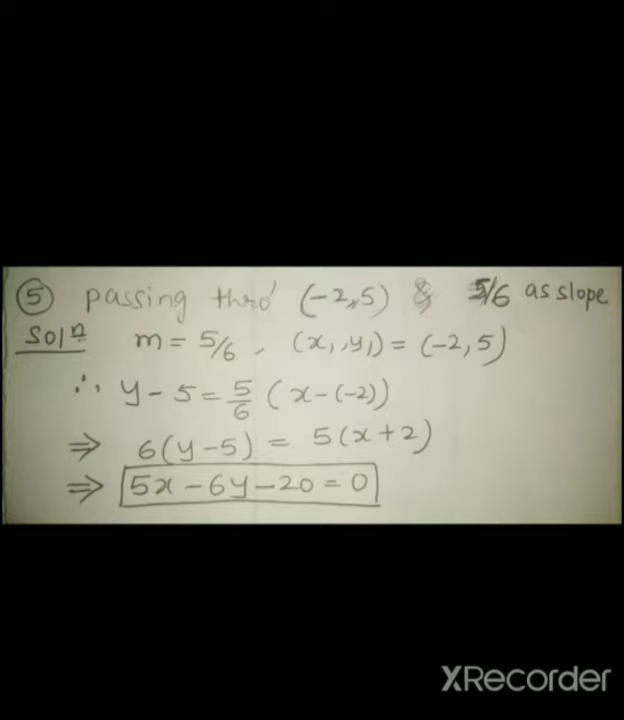 ⑤ passing thro' (-2,5) & 5/6 as slope
Solⁿ m = 5/6, (x₁,y₁) = (-2,5)
∴ y - 5 = 5/6 (x-(-2))
⇒ 6(y-5) = 5(x+2)
⇒ 5x - 6y - 20 = 0
XRecorder